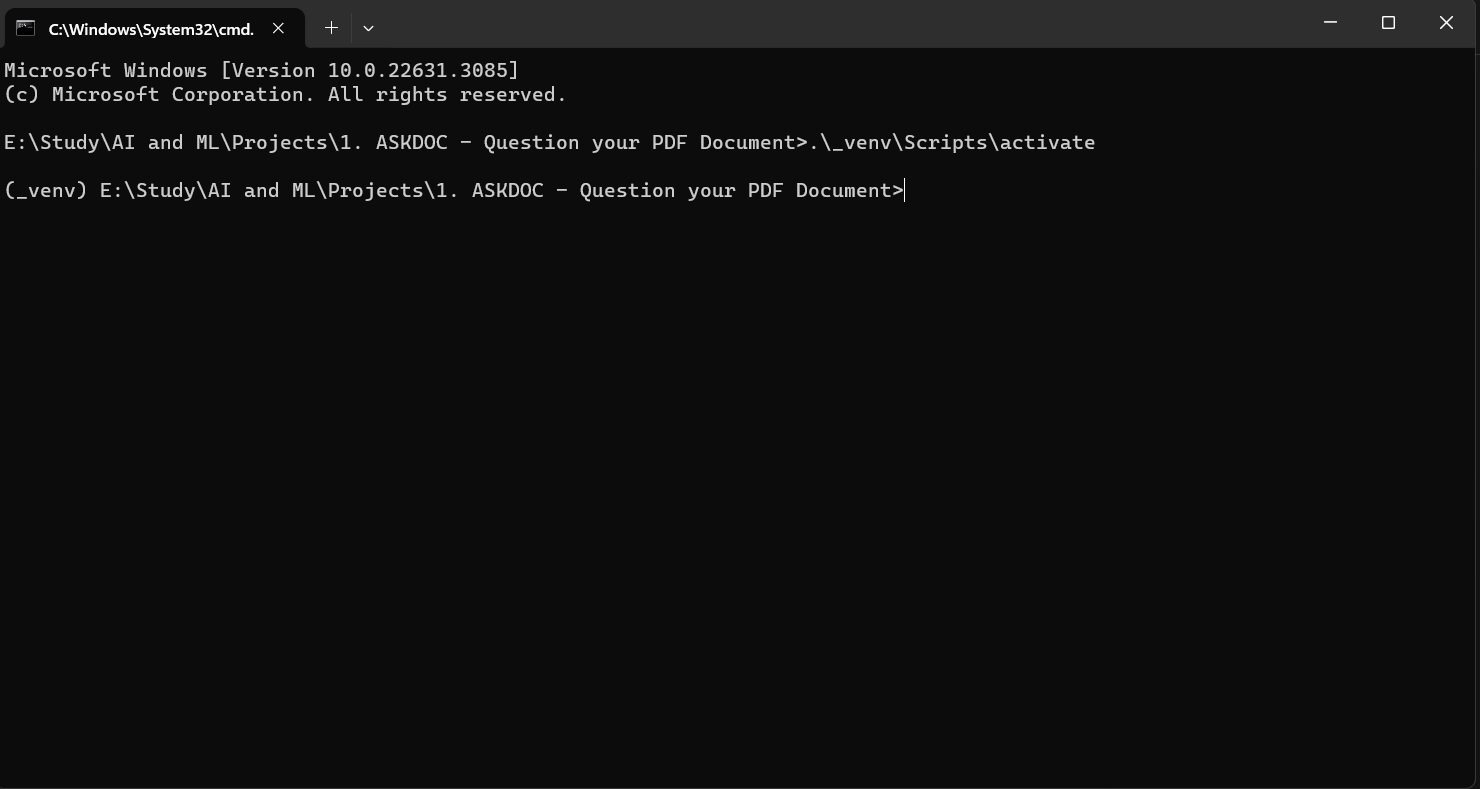 C:\Windows\System32\cmd.
Microsoft Windows [Version 10.0.22631.3085]
(c) Microsoft Corporation. All rights reserved.
E:\Study\AI and ML\Projects\1. ASKDOC - Question your PDF Document>.\_venv\Scripts\activate
(_venv) E:\Study\AI and ML\Projects\1. ASKDOC - Question your PDF Document>